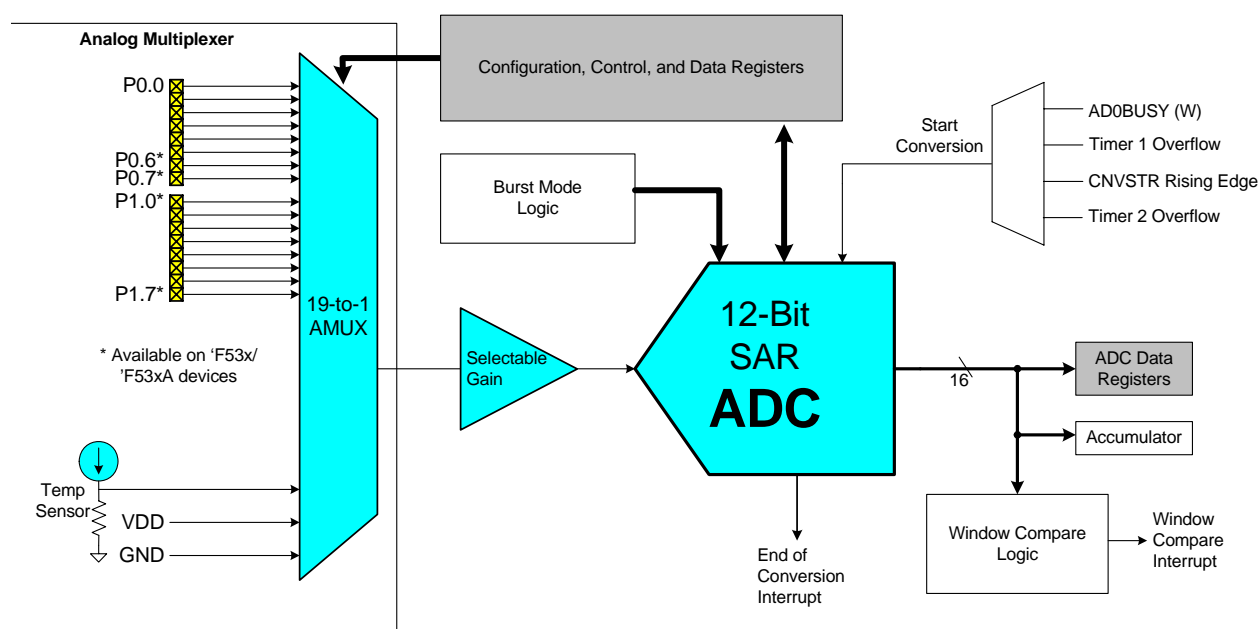 Analog Multiplexer
P0.0
P0.6*
P0.7*
P1.0*
P1.7*
19-to-1
AMUX
* Available on ‘F53x/
’F53xA devices
Temp
Sensor
VDD
GND
Configuration, Control, and Data Registers
Burst Mode
Logic
Start
Conversion
AD0BUSY (W)
Timer 1 Overflow
CNVSTR Rising Edge
Timer 2 Overflow
Selectable
Gain
12-Bit
SAR
ADC
16
ADC Data
Registers
Accumulator
Window Compare
Logic
Window
Compare
Interrupt
End of
Conversion
Interrupt